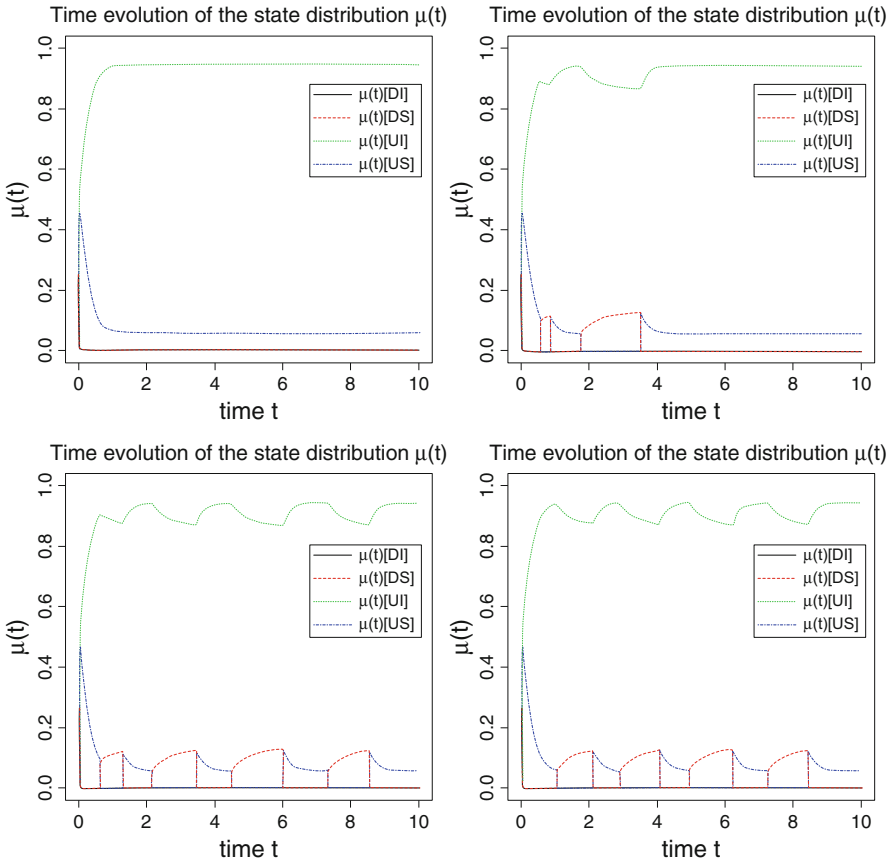 Time evolution of the state distribution μ(t)
1.0
0.8
0.6
0.4
0.2
0.0
μ(t)
μ(t)[DI]
μ(t)[DS]
μ(t)[UI]
μ(t)[US]
0 2 4 6 8 10
time t
Time evolution of the state distribution μ(t)
1.0
0.8
0.6
0.4
0.2
0.0
μ(t)
μ(t)[DI]
μ(t)[DS]
μ(t)[UI]
μ(t)[US]
0 2 4 6 8 10
time t
Time evolution of the state distribution μ(t)
1.0
0.8
0.6
0.4
0.2
0.0
μ(t)
μ(t)[DI]
μ(t)[DS]
μ(t)[UI]
μ(t)[US]
0 2 4 6 8 10
time t
Time evolution of the state distribution μ(t)
1.0
0.8
0.6
0.4
0.2
0.0
μ(t)
μ(t)[DI]
μ(t)[DS]
μ(t)[UI]
μ(t)[US]
0 2 4 6 8 10
time t